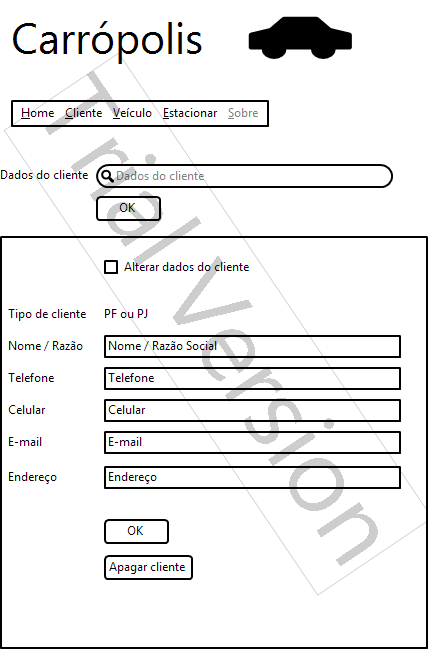 Carrópolis
Home Cliente Veículo Estacionar Sobre
Dados do cliente Dados do cliente
OK
Alterar dados do cliente
Tipo de cliente PF ou PJ
Nome / Razão Nome / Razão Social
Telefone Telefone
Celular Celular
E-mail E-mail
Endereço Endereço
OK
Apagar cliente
Trial Version